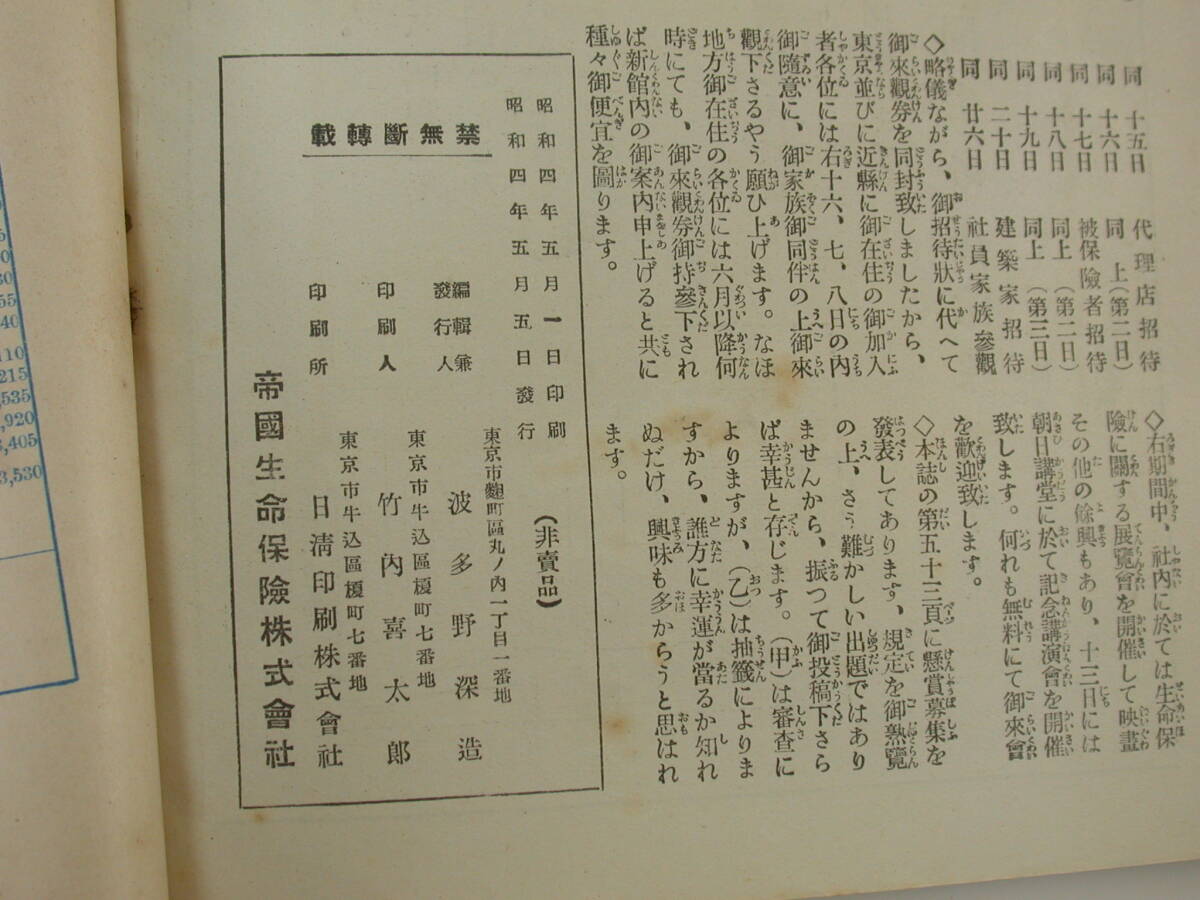 同 十五日 代理店招待
同 十六日 同上(第二日)
同 十七日 被保險者招待
同 十八日 同上(第二日)
同 十九日 同上(第三日)
同 二十日 建築家招待
同 廿六日 社員家族參觀
◇略儀ながら、御招待狀に代へて
御來觀券を同封致しましたから、
東京並びに近縣に御在住の御加入
者各位には右十六、七、八日の內
御隨意に、御家族御同伴の上御來
觀下さるやう願ひ上げます。なほ
地方御在住の各位には六月以降何
時にても、御來觀券御持參下され
ば新館內の御案內申上げると共に
種々御便宜を圖ります。
◇右期間中、社內に於ては生命保
險に關する展覽會を開催して映畫
その他の餘興もあり、十三日には
朝日講堂に於て記念講演會を開催
致します。何れも無料にて御來會
を歡迎致します。
◇本誌の第五十三頁に懸賞募集を
發表してあります、規定を御熟覽
の上、さう難かしい出題ではあり
ませんから、振つて御投稿下さら
ば幸甚と存じます。(甲)は審査に
よりますが、(乙)は抽籤によりま
すから、誰方に幸運が當るか知れ
ぬだけ、興味も多からうと思はれ
ます。
昭和四年五月一日印刷
昭和四年五月五日發行
(非賣品)
禁無斷轉載
東京市麴町區丸ノ內一丁目一番地
編輯兼發行人 波多野深造
東京市牛込區榎町七番地
印刷人 竹內喜太郎
東京市牛込區榎町七番地
印刷所 日淸印刷株式會社
帝國生命保險株式會社
55
40
110
215
,535
,920
3,405
3,530